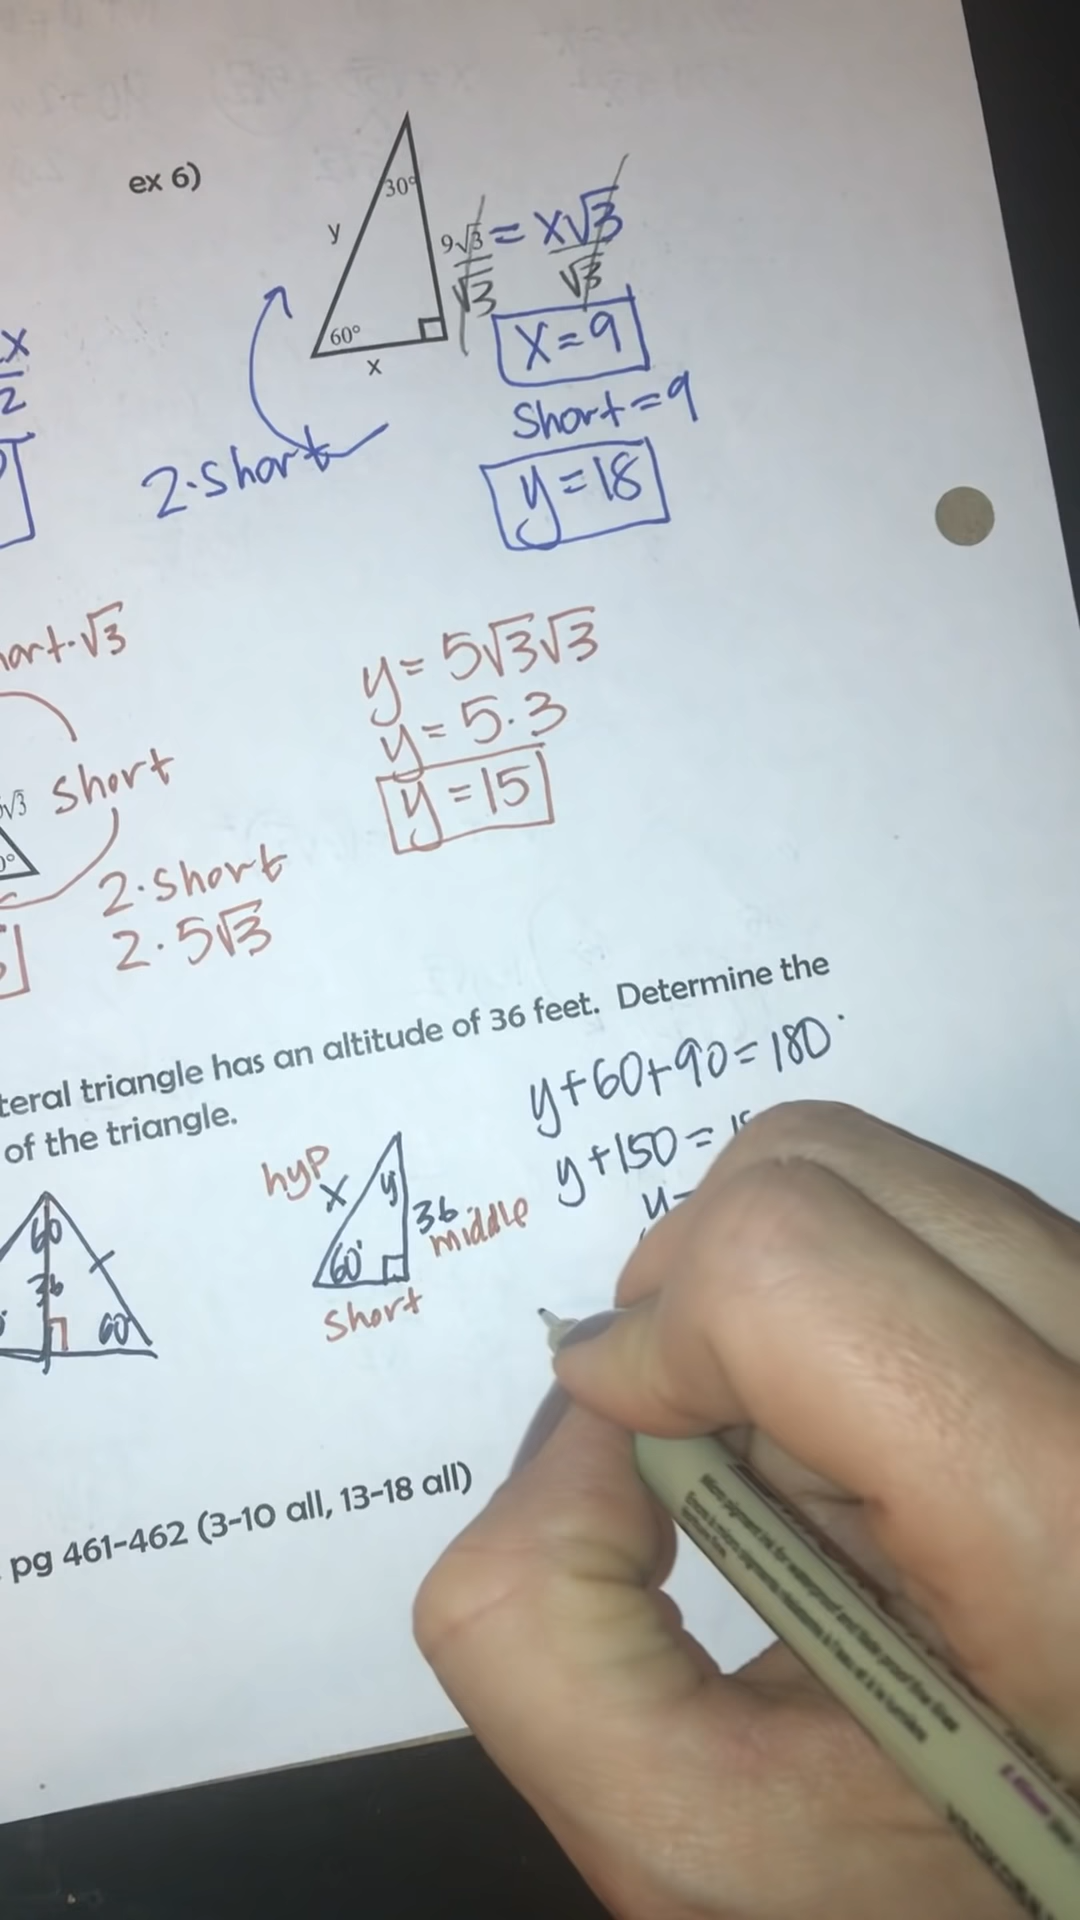 ex 6)
30°
y
9√3 = x√3
√3 √3
60°
x
x
2
x=9
Short=9
2·short
y=18
√3
short
y= 5√3√3
y= 5·3
y=15
2·short
2·5√3
triangle has an altitude of 36 feet. Determine the
of the triangle.
y+60+90=180
y+150=
y=
hyp
x
y
36
middle
60°
short
60
36
60
pg 461-462 (3-10 all, 13-18 all)